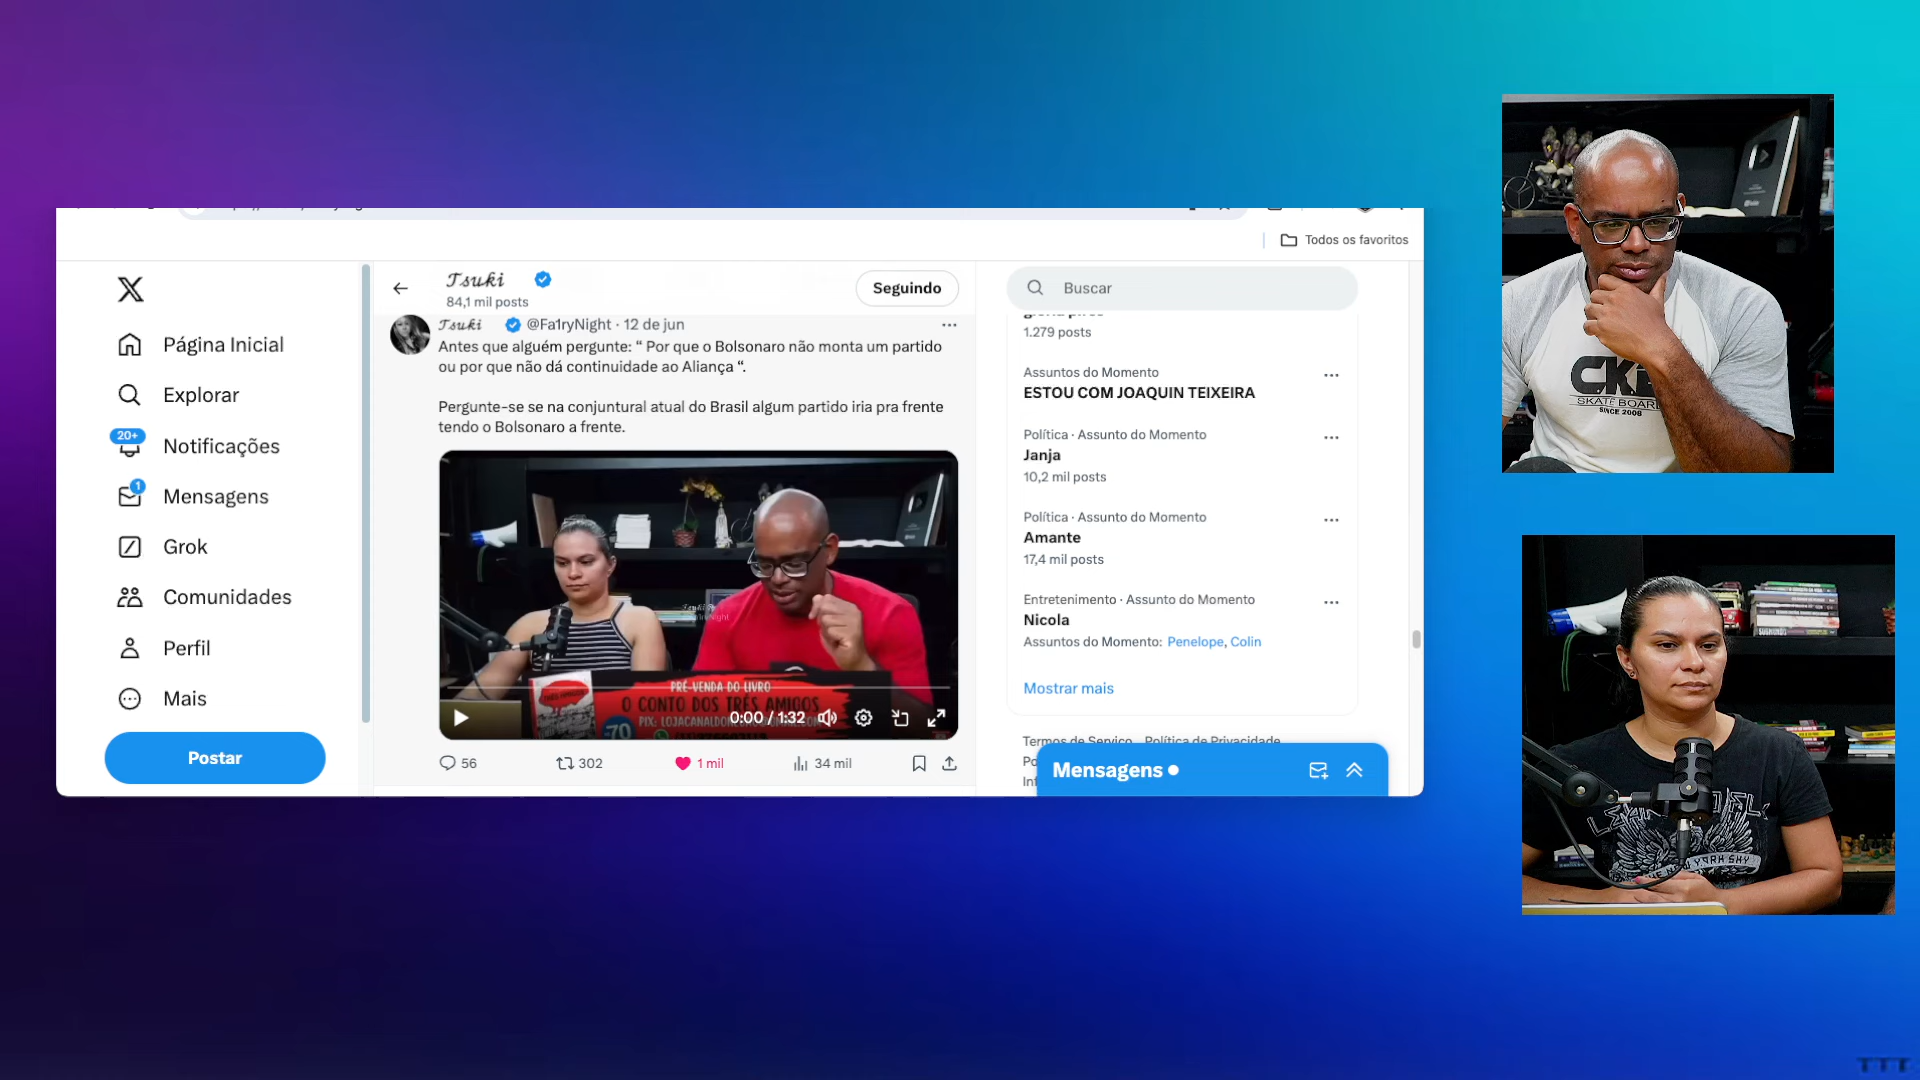 Todos os favoritos
Página Inicial
Explorar
20+
Notificações
1
Mensagens
Grok
Comunidades
Perfil
Mais
Postar
Tsuki
84,1 mil posts
Seguindo
Tsuki @Fa1ryNight · 12 de jun
Antes que alguém pergunte: “ Por que o Bolsonaro não monta um partido
ou por que não dá continuidade ao Aliança “.
Pergunte-se se na conjuntural atual do Brasil algum partido iria pra frente
tendo o Bolsonaro a frente.
PRÉ-VENDA DO LIVRO
O CONTO DOS TRÊS AMIGOS
0:00 / 1:32
70
56
302
1 mil
34 mil
Buscar
1.279 posts
Assuntos do Momento
ESTOU COM JOAQUIN TEIXEIRA
Política · Assunto do Momento
Janja
10,2 mil posts
Política · Assunto do Momento
Amante
17,4 mil posts
Entretenimento · Assunto do Momento
Nicola
Assuntos do Momento: Penelope, Colin
Mostrar mais
Termos de Serviço Política de Privacidade
Mensagens
SKATE BOARD
SINCE 2008
NEW YORK SKY
TTT